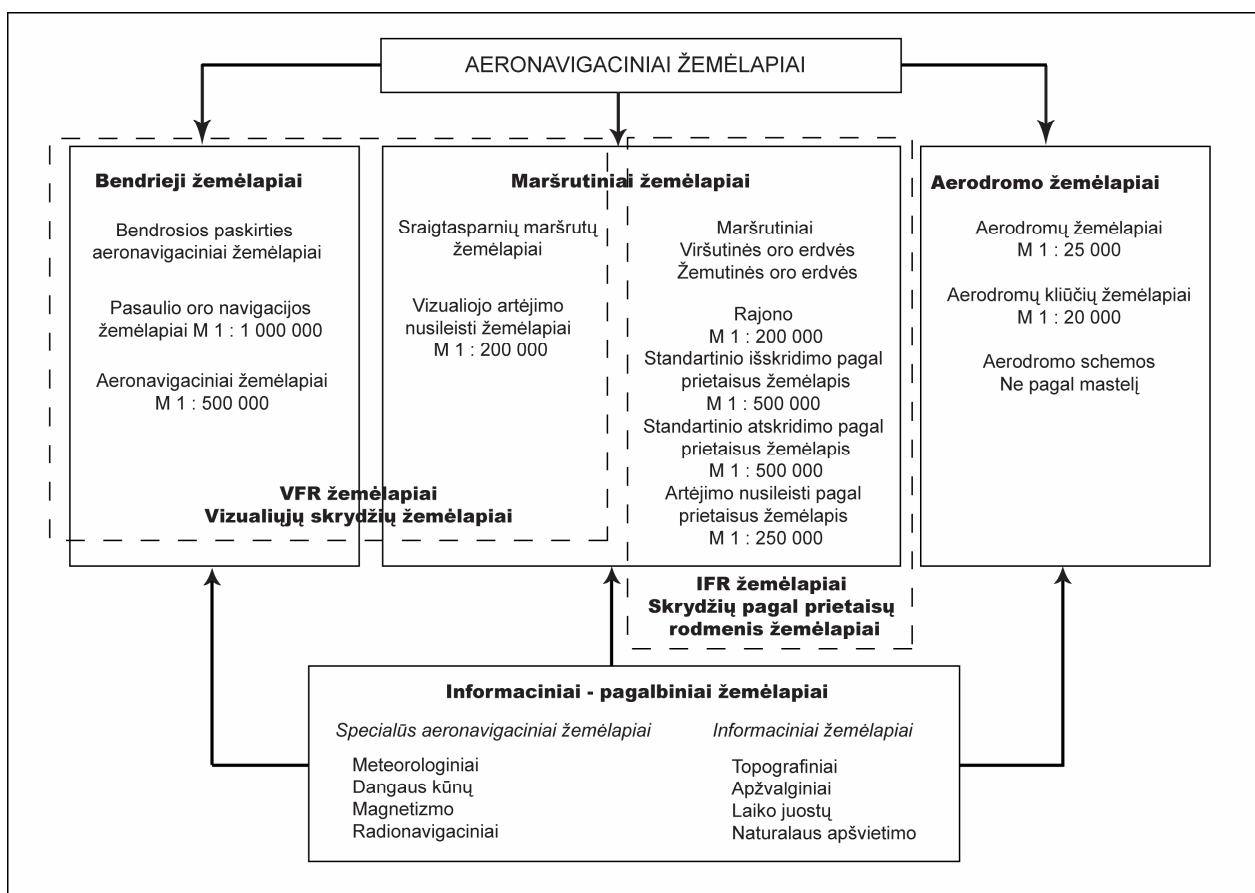 AERONAVIGACINIAI ŽEMĖLAPIAI
Bendrieji žemėlapiai
Bendrosios paskirties
aeronavigaciniai žemėlapiai
Pasaulio oro navigacijos
žemėlapiai M 1 : 1 000 000
Aeronavigaciniai žemėlapiai
M 1 : 500 000
Maršrutiniai žemėlapiai
Sraigtasparnių maršrutų
žemėlapiai
Vizualiojo artėjimo
nusileisti žemėlapiai
M 1 : 200 000
VFR žemėlapiai
Vizualiųjų skrydžių žemėlapiai
Maršrutiniai
Viršutinės oro erdvės
Žemutinės oro erdvės
Rajono
M 1 : 200 000
Standartinio išskridimo pagal
prietaisus žemėlapis
M 1 : 500 000
Standartinio atskridimo pagal
prietaisus žemėlapis
M 1 : 500 000
Artėjimo nusileisti pagal
prietaisus žemėlapis
M 1 : 250 000
IFR žemėlapiai
Skrydžių pagal prietaisų
rodmenis žemėlapiai
Aerodromo žemėlapiai
Aerodromų žemėlapiai
M 1 : 25 000
Aerodromų kliūčių žemėlapiai
M 1 : 20 000
Aerodromo schemos
Ne pagal mastelį
Informaciniai - pagalbiniai žemėlapiai
Specialūs aeronavigaciniai žemėlapiai
Meteorologiniai
Dangaus kūnų
Magnetizmo
Radionavigaciniai
Informaciniai žemėlapiai
Topografiniai
Apžvalginiai
Laiko juostų
Naturalaus apšvietimo